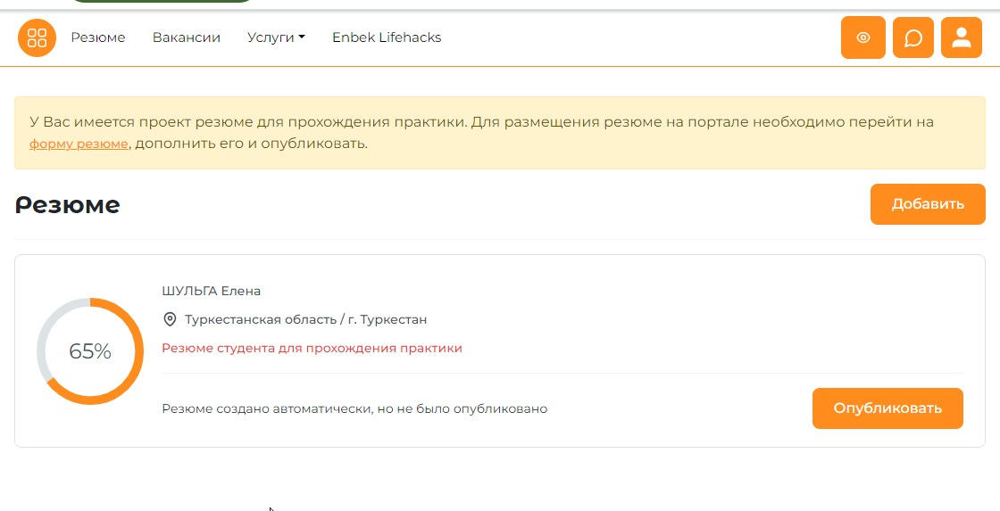 Резюме Вакансии Услуги Enbek Lifehacks
У Вас имеется проект резюме для прохождения практики. Для размещения резюме на портале необходимо перейти на
форму резюме, дополнить его и опубликовать.
Резюме Добавить
ШУЛЬГА Елена
Туркестанская область / г. Туркестан
65%
Резюме студента для прохождения практики
Резюме создано автоматически, но не было опубликовано Опубликовать